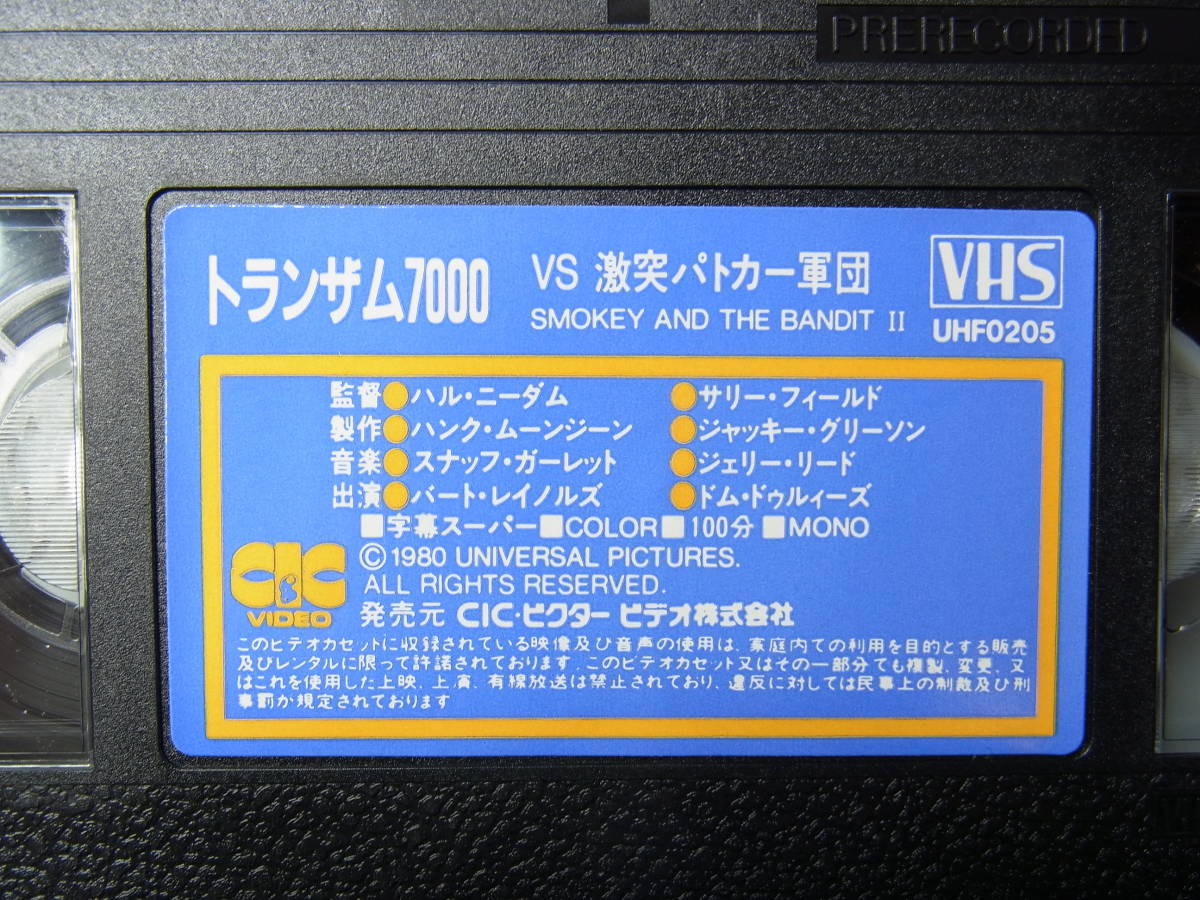 PRERECORDED
トランザム7000 VS 激突パトカー軍団 VHS
SMOKEY AND THE BANDIT II UHF0205
監督●ハル・ニーダム ●サリー・フィールド
製作●ハンク・ムーンジーン ●ジャッキー・グリーソン
音楽●スナッフ・ガーレット ●ジェリー・リード
出演●バート・レイノルズ ●ドム・ドゥルィーズ
■字幕スーパー■COLOR■100分■MONO
©1980 UNIVERSAL PICTURES.
ALL RIGHTS RESERVED.
CIC VIDEO 発売元 CIC・ビクター ビデオ株式会社
このビデオカセットに収録されている映像及び音声の使用は、家庭内での利用を目的とする販売
及びレンタルに限って許諾されております。このビデオカセット又はその一部分でも複製、変更、又
はこれを使用した上映、上演、有線放送は禁止されており、違反に対しては民事上の制裁及び刑
事罰が規定されております